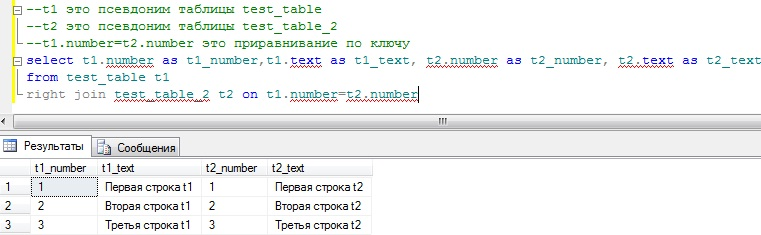 --t1 это псевдоним таблицы test_table
--t2 это псевдоним таблицы test_table_2
--t1.number=t2.number это приравнивание по ключу
select t1.number as t1_number,t1.text as t1_text, t2.number as t2_number, t2.text as t2_text
from test_table t1
right join test_table_2 t2 on t1.number=t2.number
Результаты Сообщения
t1_number t1_text t2_number t2_text
1 1 Первая строка t1 1 Первая строка t2
2 2 Вторая строка t1 2 Вторая строка t2
3 3 Третья строка t1 3 Третья строка t2